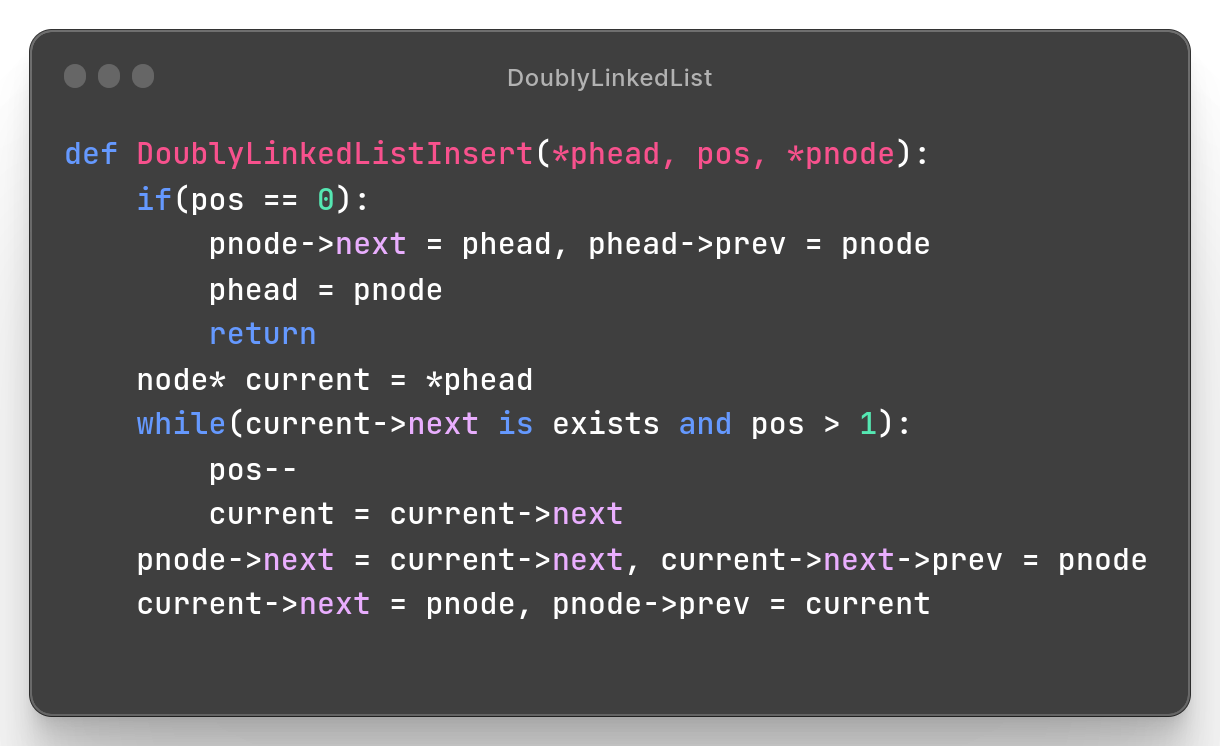 DoublyLinkedList
def DoublyLinkedListInsert(*phead, pos, *pnode):
    if(pos == 0):
        pnode->next = phead, phead->prev = pnode
        phead = pnode
        return
    node* current = *phead
    while(current->next is exists and pos > 1):
        pos--
        current = current->next
    pnode->next = current->next, current->next->prev = pnode
    current->next = pnode, pnode->prev = current